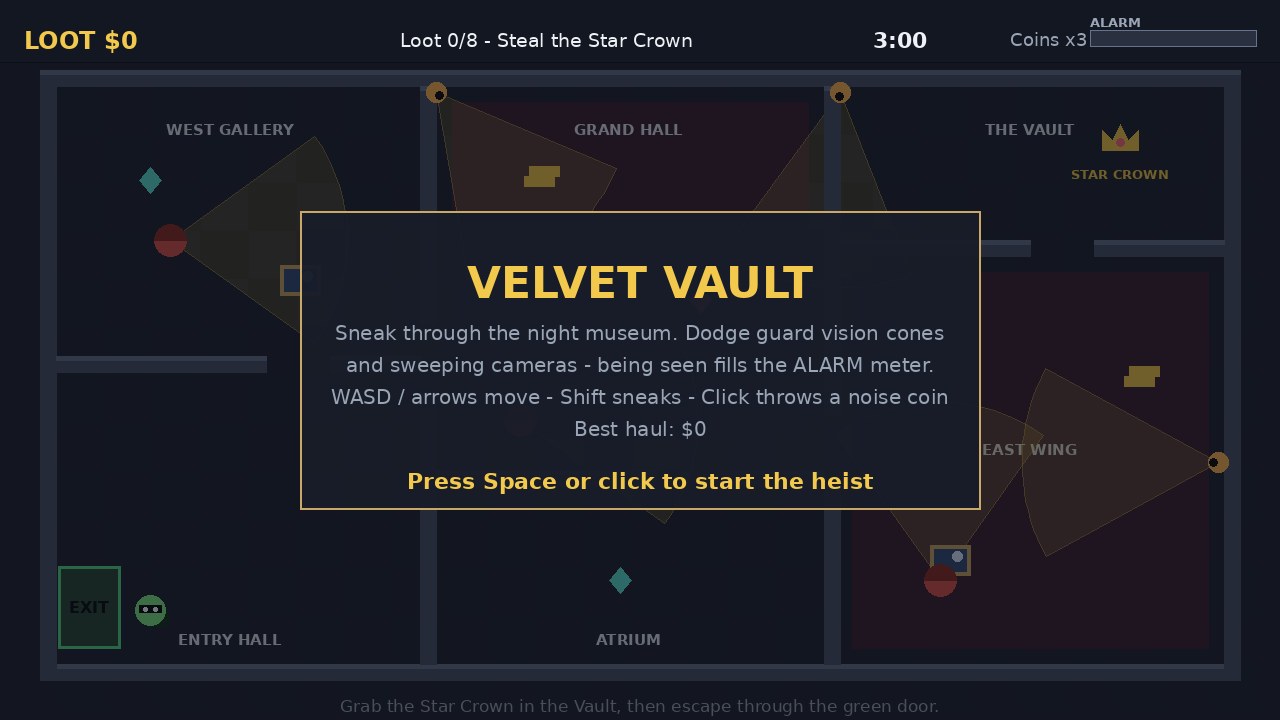 LOOT $0
Loot 0/8 - Steal the Star Crown
3:00
Coins x3
ALARM
WEST GALLERY
GRAND HALL
THE VAULT
STAR CROWN
VELVET VAULT
Sneak through the night museum. Dodge guard vision cones
and sweeping cameras - being seen fills the ALARM meter.
WASD / arrows move - Shift sneaks - Click throws a noise coin
Best haul: $0
Press Space or click to start the heist
EAST WING
EXIT
ENTRY HALL
ATRIUM
Grab the Star Crown in the Vault, then escape through the green door.